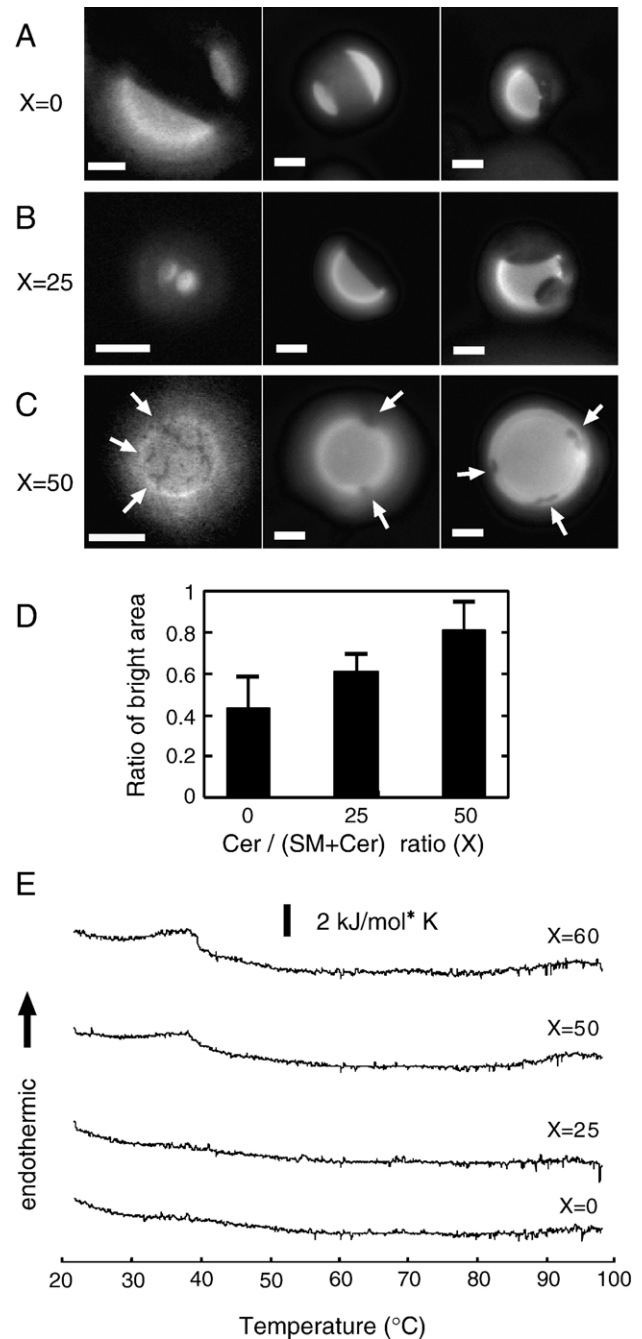 A
X=0
B
X=25
C
X=50
D
Ratio of bright area
1
0.8
0.6
0.4
0.2
0
0 25 50
Cer / (SM+Cer) ratio (X)
E
2 kJ/mol* K
X=60
X=50
X=25
X=0
endothermic
20 30 40 50 60 70 80 90 100
Temperature (°C)